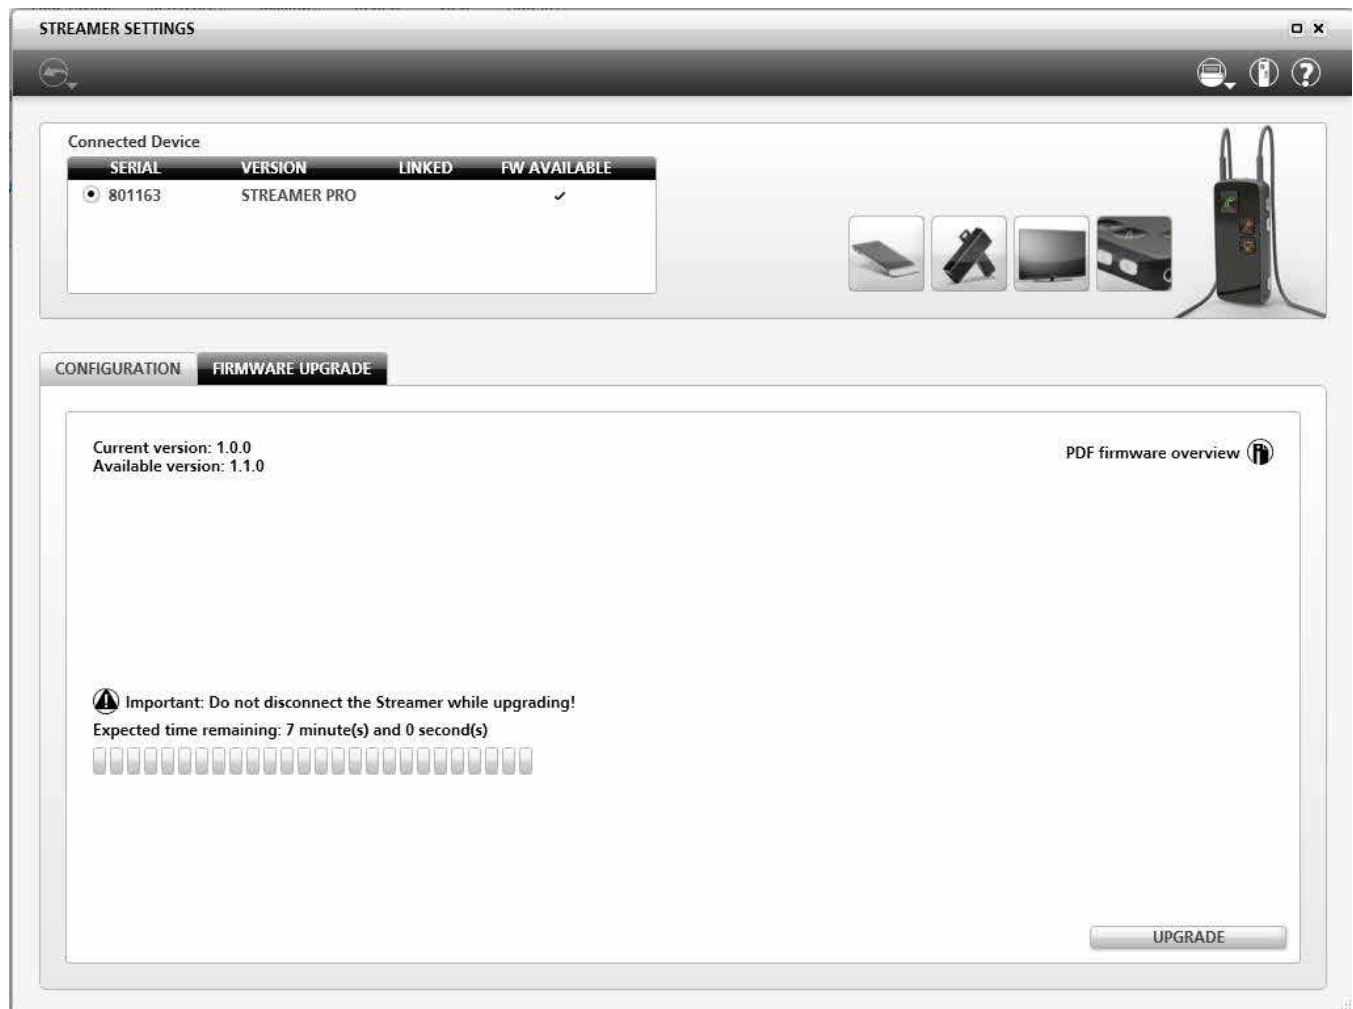 STREAMER SETTINGS
Connected Device
SERIAL VERSION LINKED FW AVAILABLE
801163 STREAMER PRO
CONFIGURATION FIRMWARE UPGRADE
Current version: 1.0.0
Available version: 1.1.0
PDF firmware overview
Important: Do not disconnect the Streamer while upgrading!
Expected time remaining: 7 minute(s) and 0 second(s)
UPGRADE